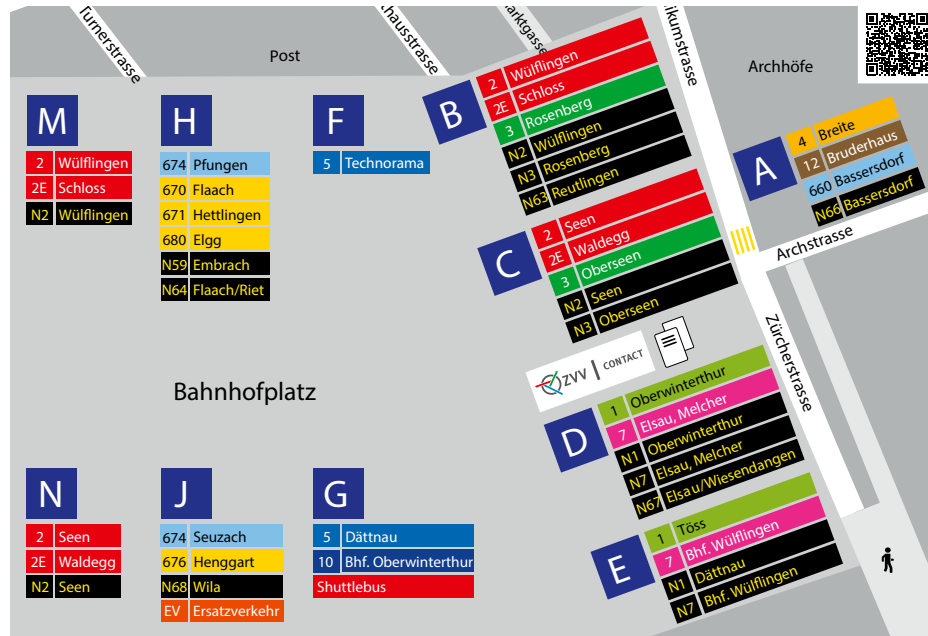 Turnerstrasse
Post
hausstrasse
arktgasse
ikumstrasse
Archhöfe
M
2 Wülflingen
2E Schloss
N2 Wülflingen
H
674 Pfungen
670 Flaach
671 Hettlingen
680 Elgg
N59 Embrach
N64 Flaach/Riet
F
5 Technorama
B
2 Wülflingen
2E Schloss
3 Rosenberg
N2 Wülflingen
N3 Rosenberg
N63 Reutlingen
A
4 Breite
12 Bruderhaus
660 Bassersdorf
N66 Bassersdorf
Archstrasse
C
2 Seen
2E Waldegg
3 Oberseen
N2 Seen
N3 Oberseen
Zürcherstrasse
ZVV CONTACT
Bahnhofplatz
D
1 Oberwinterthur
7 Elsau, Melcher
N1 Oberwinterthur
N7 Elsau, Melcher
N67 Elsau/Wiesendangen
N
2 Seen
2E Waldegg
N2 Seen
J
674 Seuzach
676 Henggart
N68 Wila
EV Ersatzverkehr
G
5 Dättnau
10 Bhf. Oberwinterthur
Shuttlebus
E
1 Töss
7 Bhf. Wülflingen
N1 Dättnau
N7 Bhf. Wülflingen